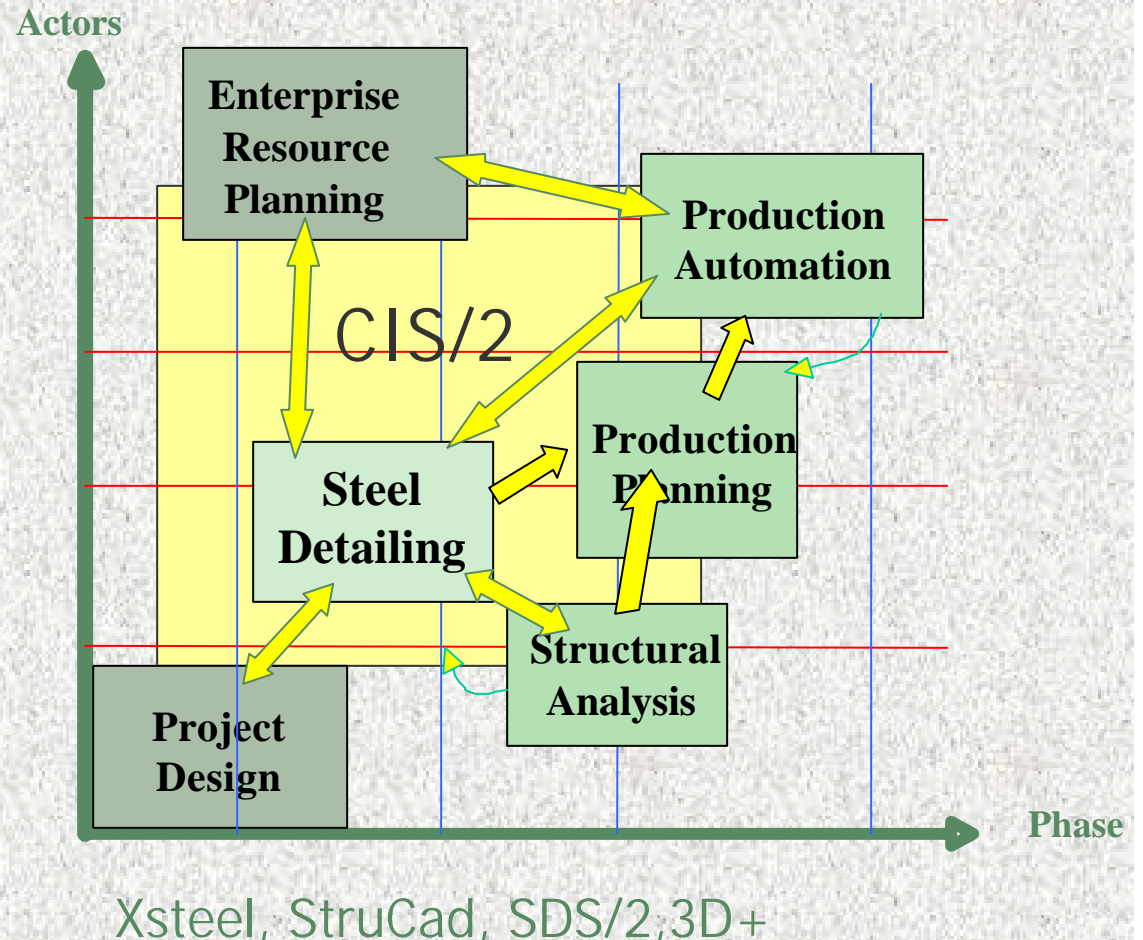 Actors
Enterprise
Resource
Planning
Production
Automation
CIS/2
Production
Planning
Steel
Detailing
Structural
Analysis
Project
Design
Phase
Xsteel, StruCad, SDS/2,3D+